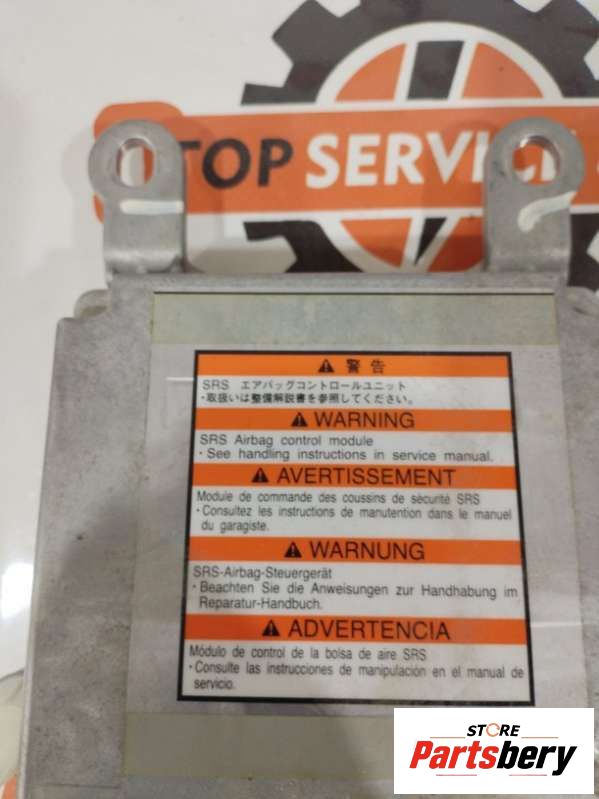 TOP SERVICE
警告
SRS エアバッグコントロールユニット
・取扱いは整備解説書を参照してください。
WARNING
SRS Airbag control module
・See handling instructions in service manual.
AVERTISSEMENT
Module de commande des coussins de sécurité SRS
・Consultez les instructions de manutention dans le manuel
du garagiste.
WARNUNG
SRS-Airbag-Steuergerät
・Beachten Sie die Anweisungen zur Handhabung im
Reparatur-Handbuch.
ADVERTENCIA
Módulo de control de la bolsa de aire SRS
・Consulte las instrucciones de manipulación en el manual de
servicio.
STORE
Partsbery